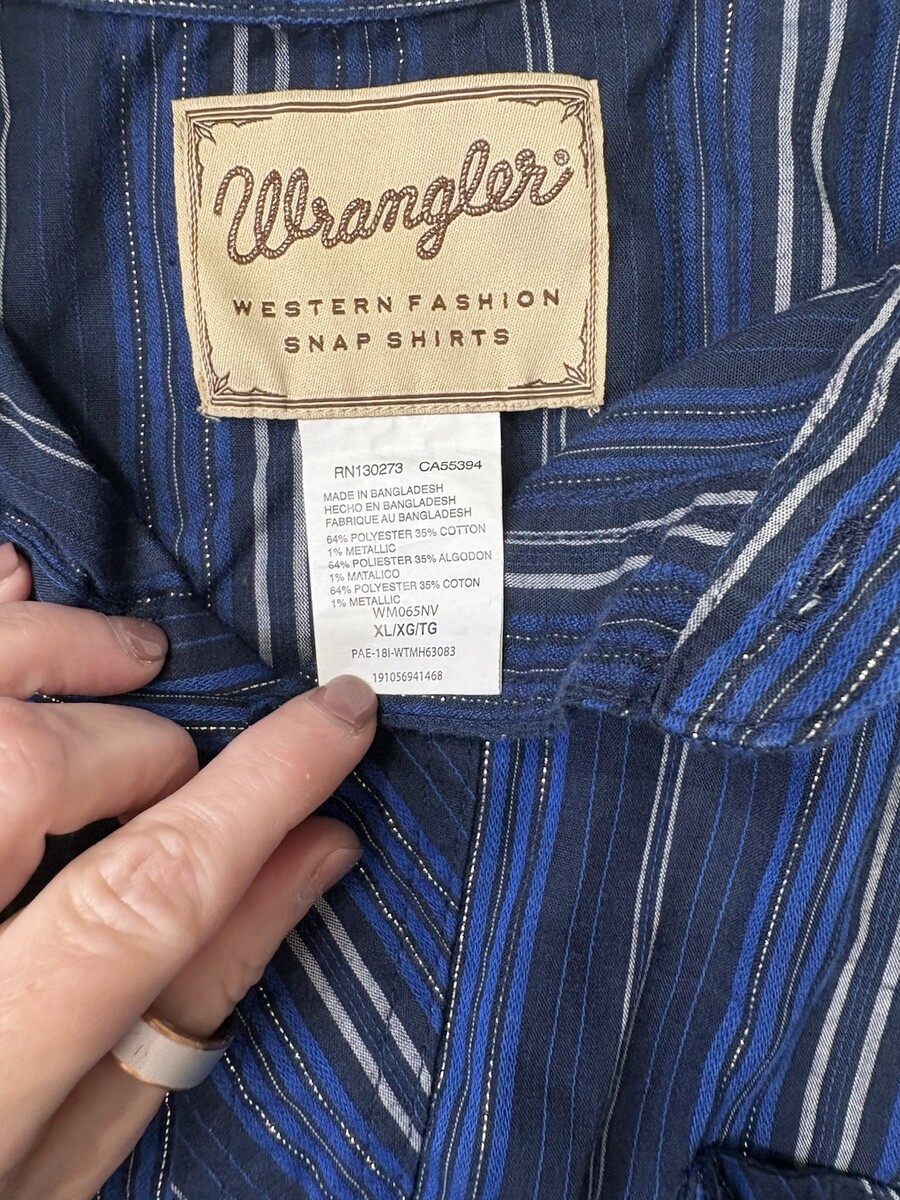 Wrangler®
WESTERN FASHION
SNAP SHIRTS
RN130273 CA55394
MADE IN BANGLADESH
HECHO EN BANGLADESH
FABRIQUE AU BANGLADESH
64% POLYESTER 35% COTTON
1% METALLIC
64% POLIESTER 35% ALGODON
1% MATALICO
64% POLYESTER 35% COTON
1% METALLIC
WM065NV
XL/XG/TG
PAE-18I-WTMH63083
191056941468